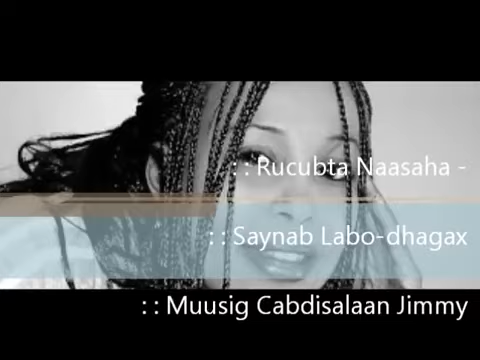 : : Rucubta Naasaha -
: : Saynab Labo-dhagax
: : Muusig Cabdisalaan Jimmy